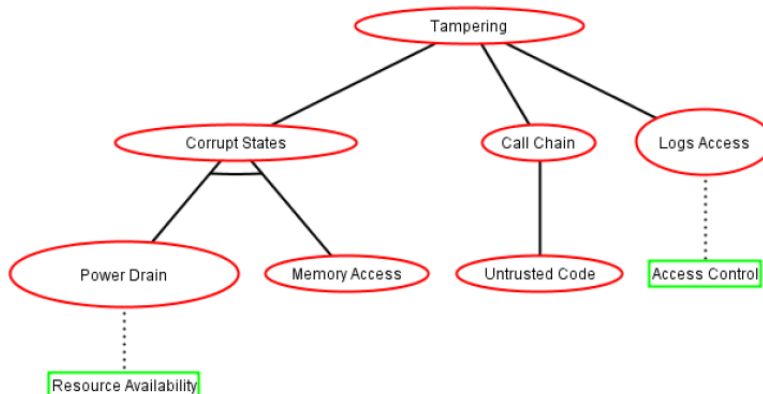 Tampering
Corrupt States
Call Chain
Logs Access
Power Drain
Memory Access
Untrusted Code
Access Control
Resource Availability